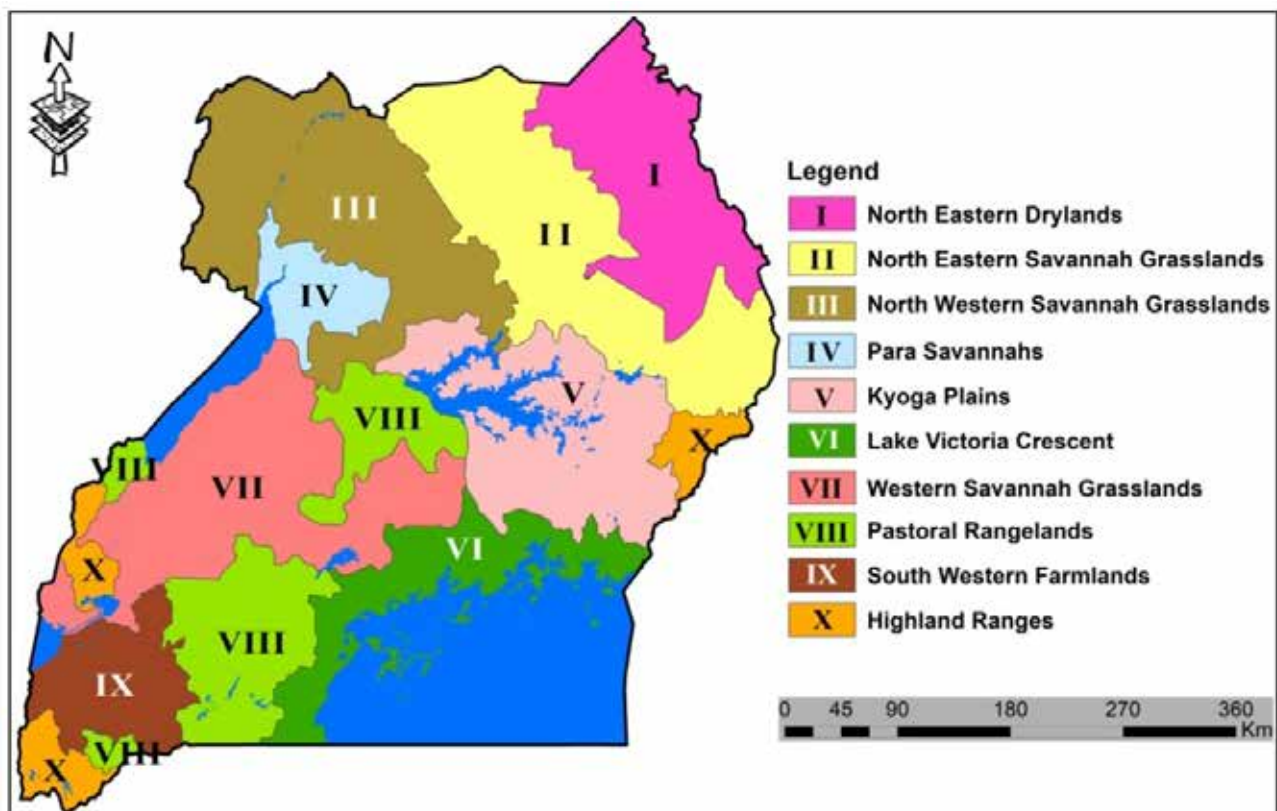 N
I
II
III
IV
V
VIII
X
VIII
VII
VI
X
VIII
IX
VIII
X
Legend
I North Eastern Drylands
II North Eastern Savannah Grasslands
III North Western Savannah Grasslands
IV Para Savannahs
V Kyoga Plains
VI Lake Victoria Crescent
VII Western Savannah Grasslands
VIII Pastoral Rangelands
IX South Western Farmlands
X Highland Ranges
0 45 90 180 270 360
Km